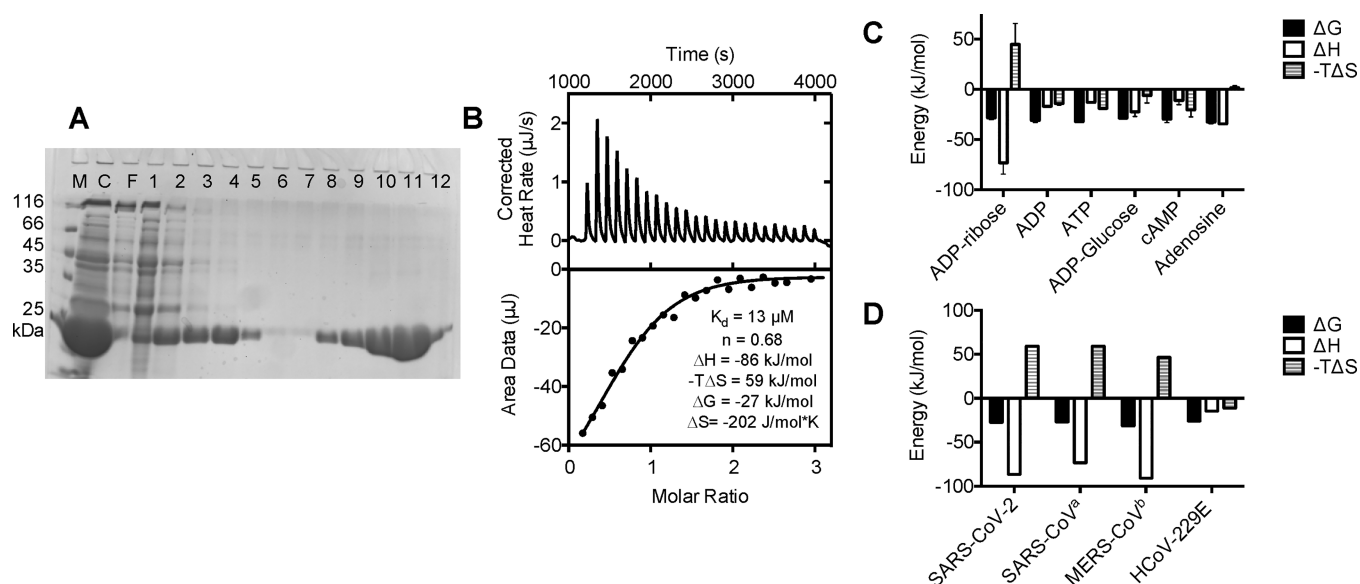 A
M C F 1 2 3 4 5 6 7 8 9 10 11 12
116
66
45
35
25
kDa
B
Time (s)
1000 2000 3000 4000
Corrected
Heat Rate (µJ/s)
2
1
0
Area Data (µJ)
0
-20
-40
-60
K_d = 13 µM
n = 0.68
ΔH = -86 kJ/mol
-TΔS = 59 kJ/mol
ΔG = -27 kJ/mol
ΔS= -202 J/mol*K
0 1 2 3
Molar Ratio
C
Energy (kJ/mol)
50
0
-50
-100
ADP-ribose
ADP
ATP
ADP-Glucose
cAMP
Adenosine
ΔG
ΔH
-TΔS
D
Energy (kJ/mol)
100
50
0
-50
-100
SARS-CoV-2
SARS-CoVᵃ
MERS-CoVᵇ
HCoV-229E
ΔG
ΔH
-TΔS